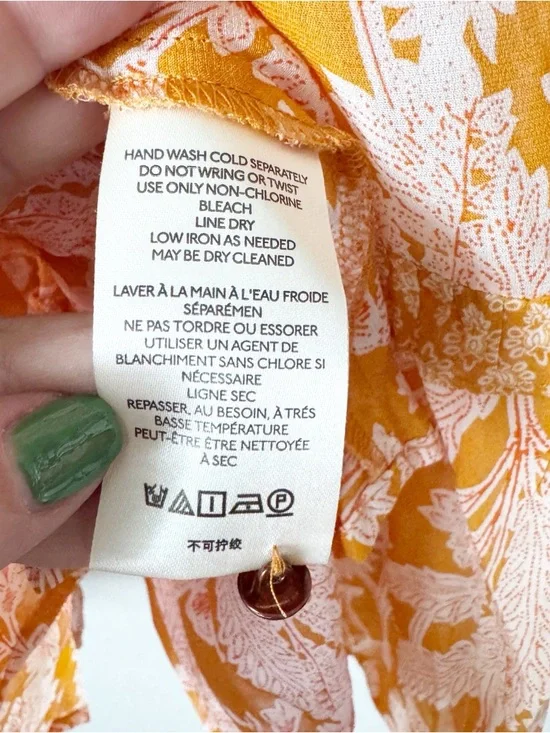 HAND WASH COLD SEPARATELY
DO NOT WRING OR TWIST
USE ONLY NON-CHLORINE
BLEACH
LINE DRY
LOW IRON AS NEEDED
MAY BE DRY CLEANED
LAVER À LA MAIN À L'EAU FROIDE
SÉPARÉMEN
NE PAS TORDRE OU ESSORER
UTILISER UN AGENT DE
BLANCHIMENT SANS CHLORE SI
NÉCESSAIRE
LIGNE SEC
REPASSER, AU BESOIN, À TRÉS
BASSE TEMPÉRATURE
PEUT-ÊTRE ÊTRE NETTOYÉE
À SEC
P
不可拧绞